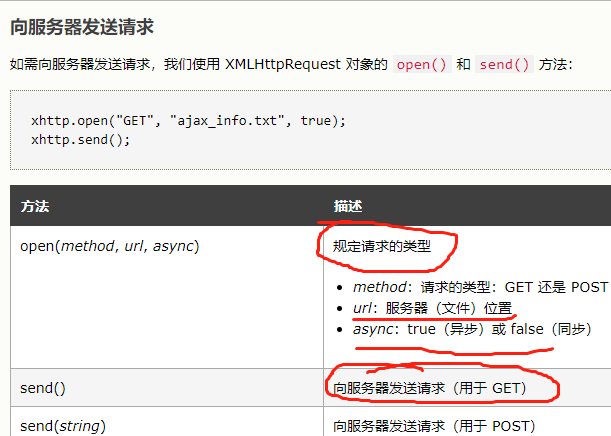 向服务器发送请求
如需向服务器发送请求，我们使用 XMLHttpRequest 对象的 open() 和 send() 方法：
xhttp.open("GET", "ajax_info.txt", true);
xhttp.send();
方法 描述
open(method, url, async) 规定请求的类型
• method：请求的类型：GET 还是 POST
• url：服务器（文件）位置
• async：true（异步）或 false（同步）
send() 向服务器发送请求（用于 GET）
send(string) 向服务器发送请求（用于 POST）